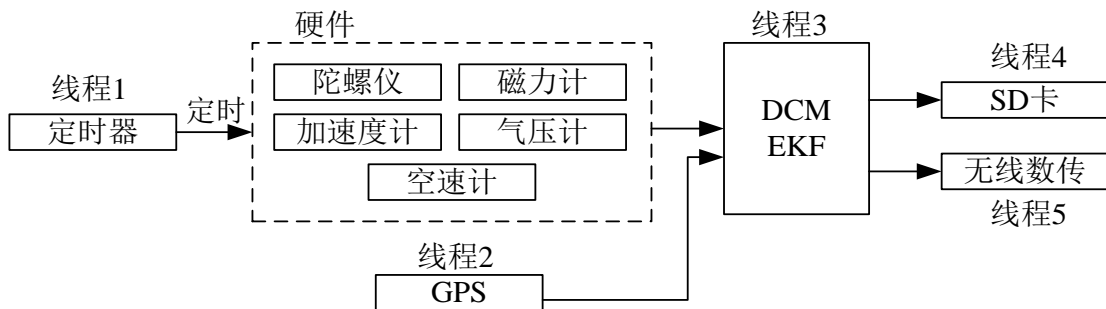 硬件
线程3
线程1
陀螺仪
磁力计
线程4
定时器
定时
加速度计
气压计
DCM
EKF
SD卡
空速计
无线数传
线程5
线程2
GPS